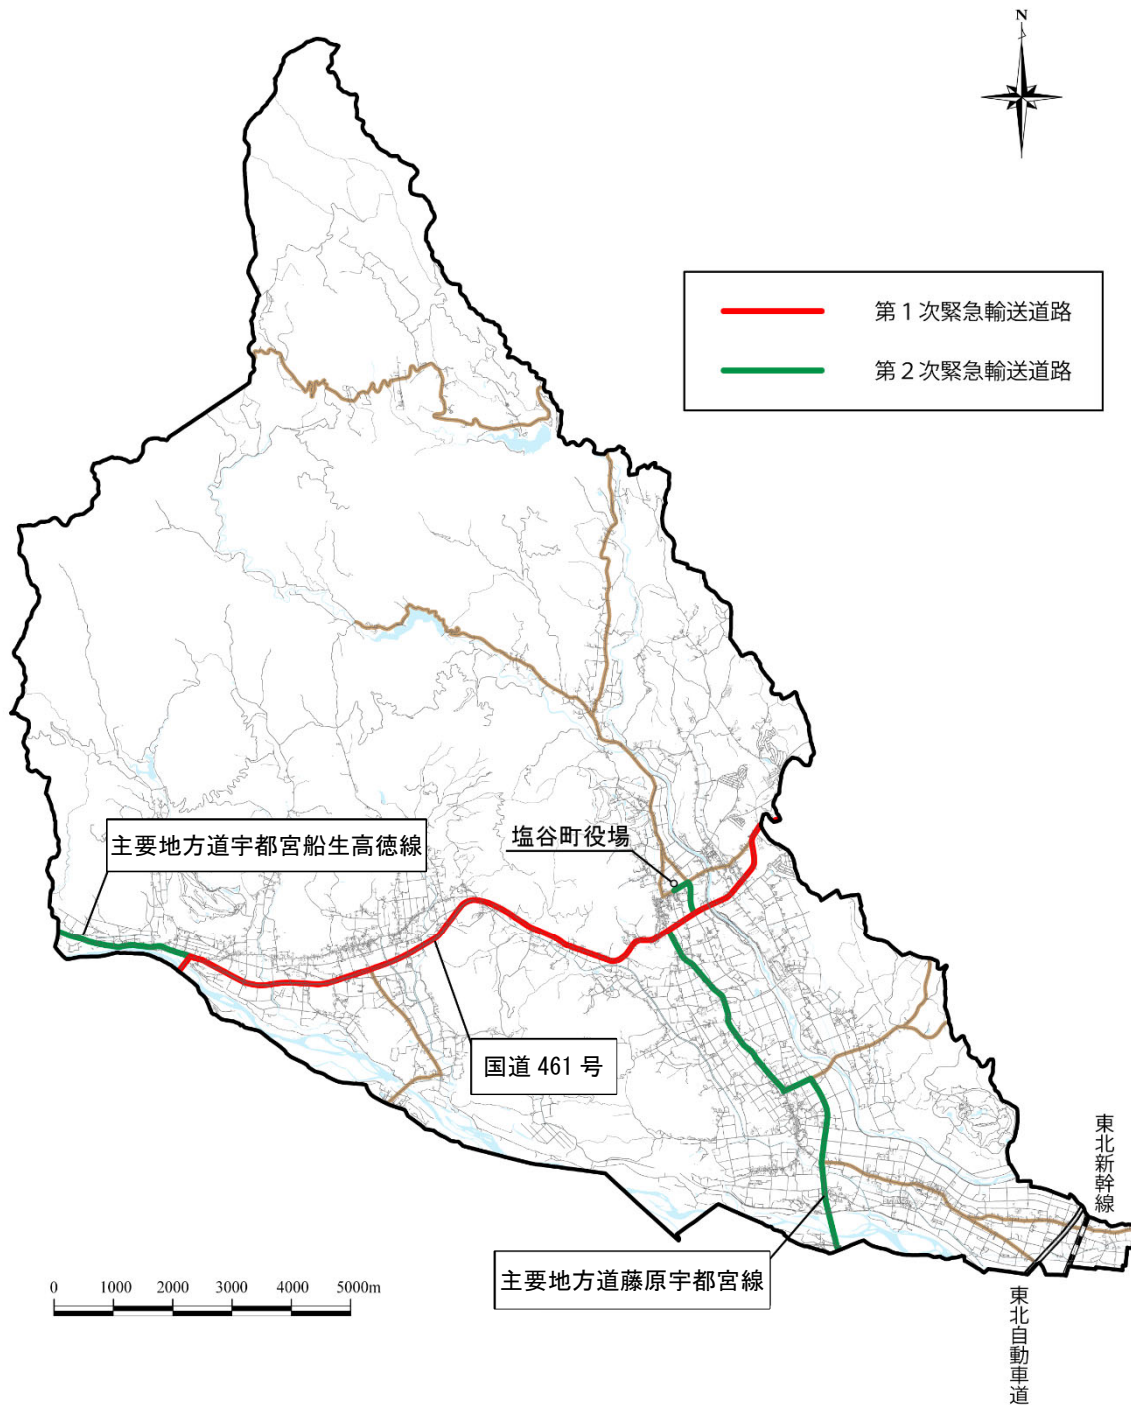 N
第1次緊急輸送道路
第2次緊急輸送道路
主要地方道宇都宮船生高徳線
塩谷町役場
国道 461 号
東北新幹線
主要地方道藤原宇都宮線
0 1000 2000 3000 4000 5000m
東北自動車道